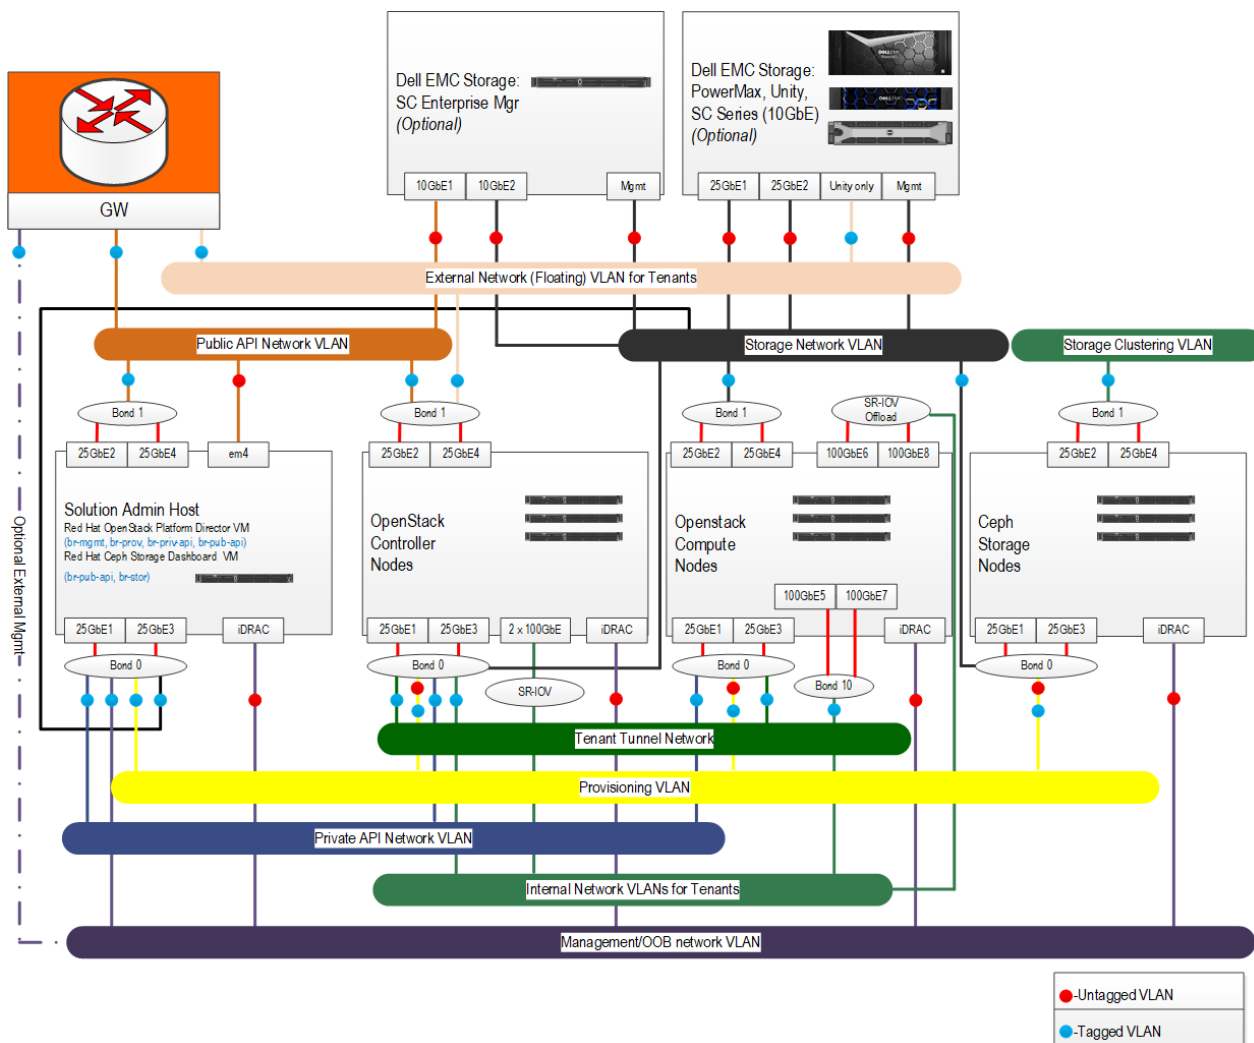 Dell EMC Storage:
SC Enterprise Mgr
(Optional)
Dell EMC Storage:
PowerMax, Unity,
SC Series (10GbE)
(Optional)
GW
10GbE1
10GbE2
Mgmt
25GbE1
25GbE2
Unity only
Mgmt
External Network (Floating) VLAN for Tenants
Public API Network VLAN
Storage Network VLAN
Storage Clustering VLAN
Bond 1
Bond 1
Bond 1
SR-IOV
Offload
Bond 1
25GbE2
25GbE4
em4
25GbE2
25GbE4
25GbE2
25GbE4
100GbE6
100GbE8
25GbE2
25GbE4
Solution Admin Host
Red Hat OpenStack Platform Director VM
(br-mgmt, br-prov, br-priv-api, br-pub-api)
Red Hat Ceph Storage Dashboard VM
(br-pub-api, br-stor)
OpenStack
Controller
Nodes
Openstack
Compute
Nodes
Ceph
Storage
Nodes
Optional External Mgmt
100GbE5
100GbE7
25GbE1
25GbE3
iDRAC
25GbE1
25GbE3
2 x 100GbE
iDRAC
25GbE1
25GbE3
iDRAC
25GbE1
25GbE3
iDRAC
Bond 0
Bond 0
SR-IOV
Bond 0
Bond 10
Bond 0
Tenant Tunnel Network
Provisioning VLAN
Private API Network VLAN
Internal Network VLANs for Tenants
Management/OOB network VLAN
-Untagged VLAN
-Tagged VLAN